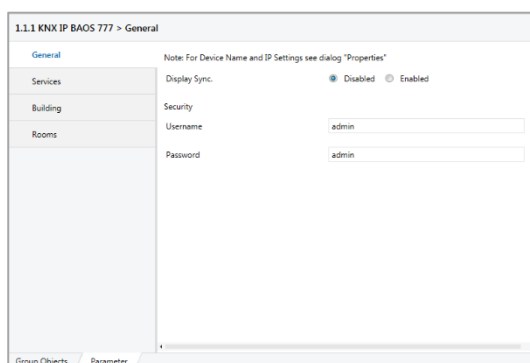 1.1.1 KNX IP BAOS 777 > General
General
Note: For Device Name and IP Settings see dialog "Properties"
Services
Display Sync.
Disabled
Enabled
Building
Security
Rooms
Username
admin
Password
admin
Group Objects
Parameter